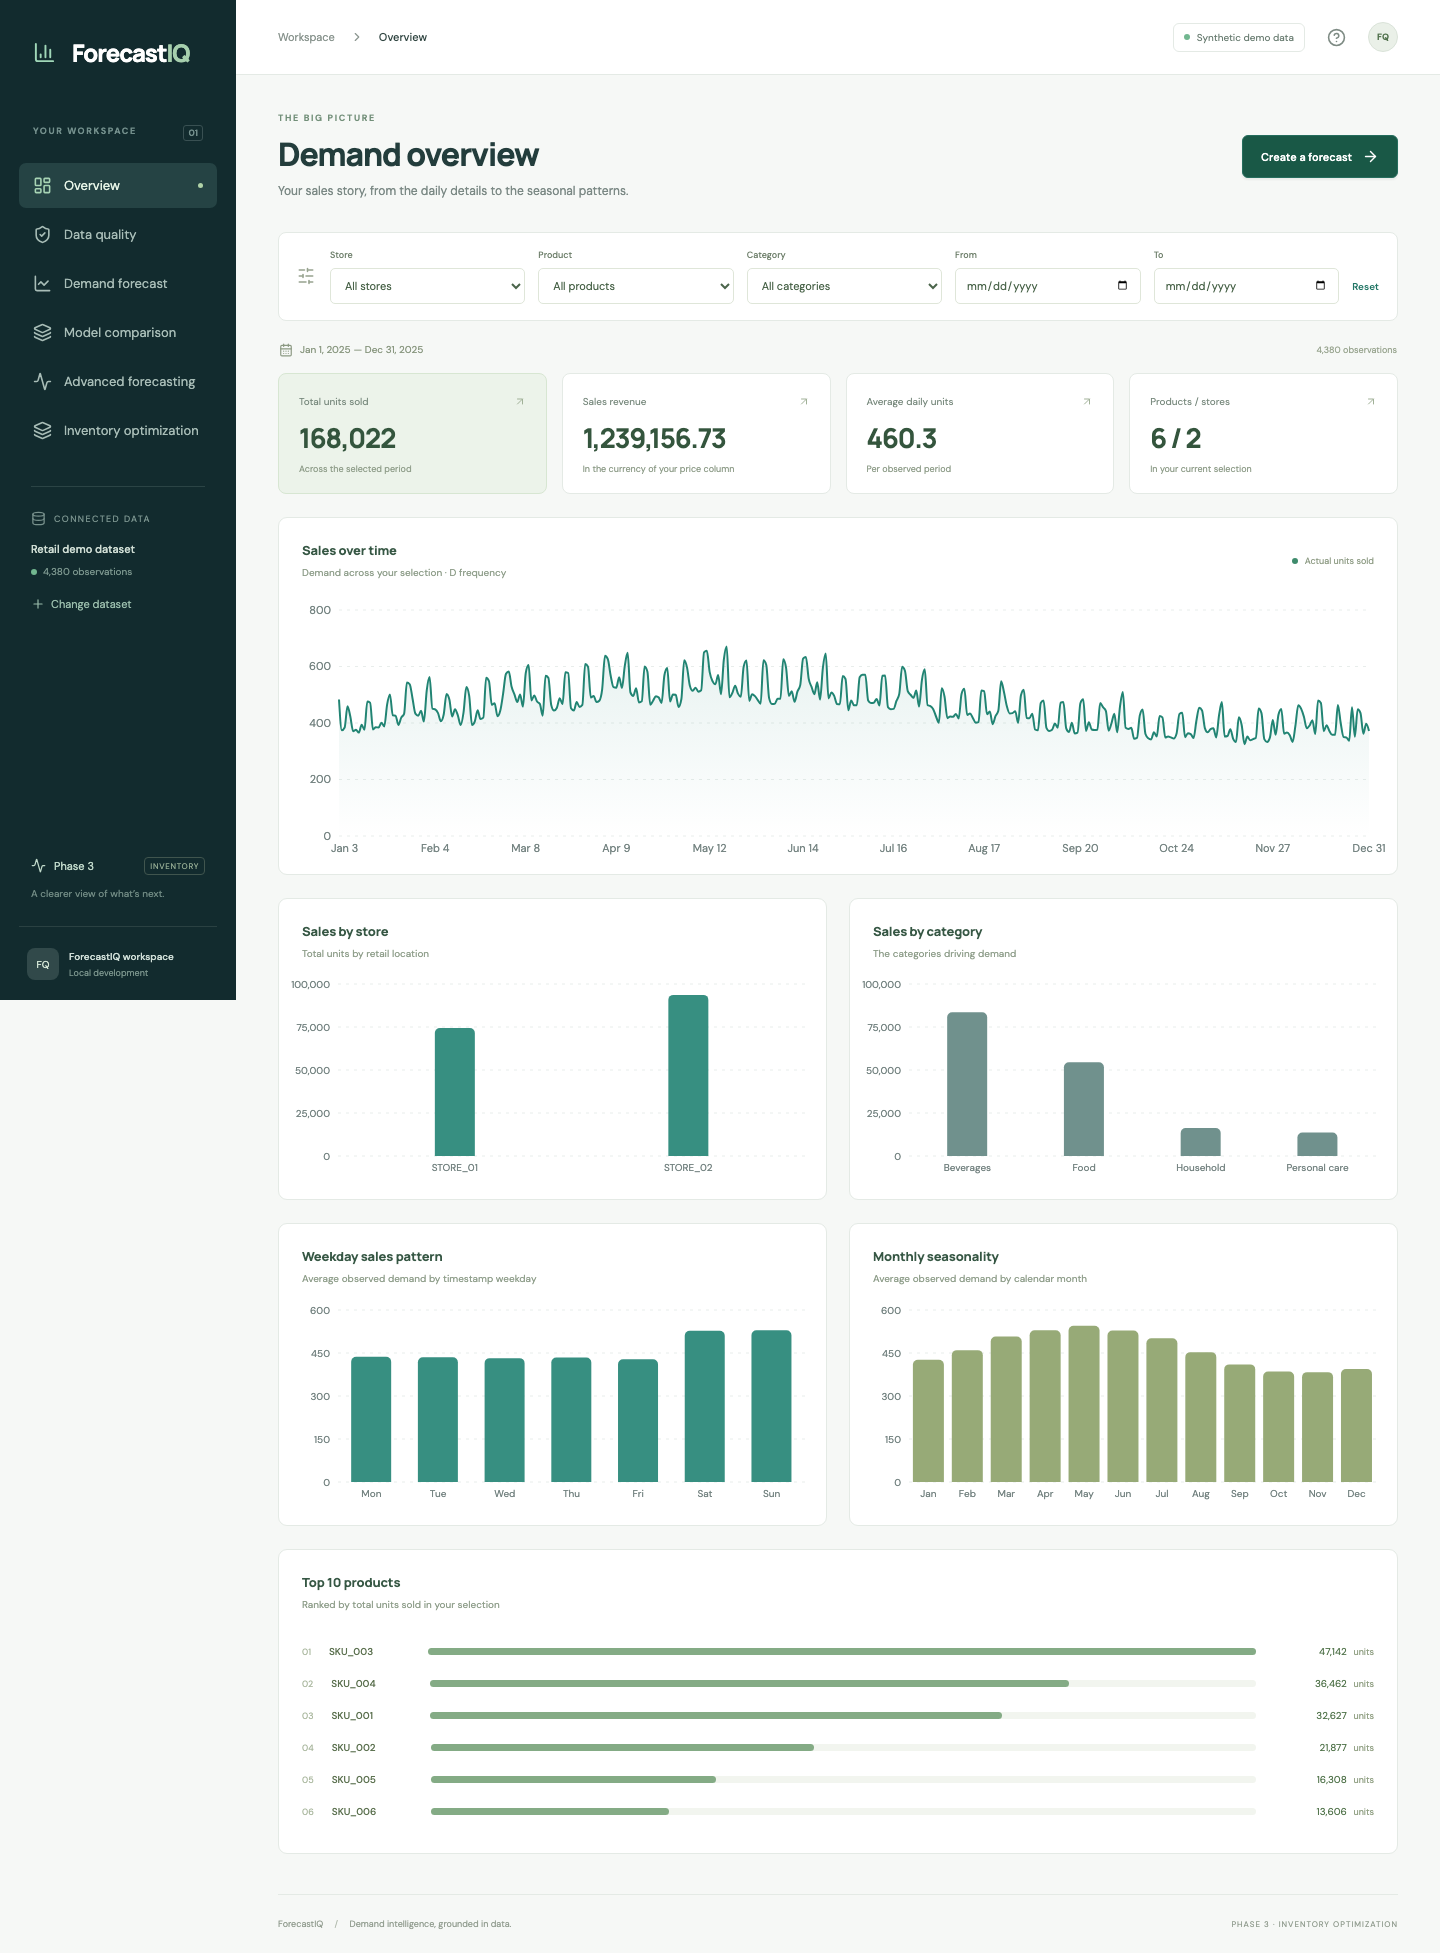 ForecastIQ
YOUR WORKSPACE 01
Overview
Data quality
Demand forecast
Model comparison
Advanced forecasting
Inventory optimization
CONNECTED DATA
Retail demo dataset
4,380 observations
Change dataset
Phase 3 INVENTORY
A clearer view of what's next.
FQ
ForecastIQ workspace
Local development
Workspace Overview
Synthetic demo data
FQ
THE BIG PICTURE
Demand overview
Your sales story, from the daily details to the seasonal patterns.
Create a forecast
Store Product Category From To
All stores All products All categories mm/dd/yyyy mm/dd/yyyy Reset
Jan 1, 2025 — Dec 31, 2025 4,380 observations
Total units sold
168,022
Across the selected period
Sales revenue
1,239,156.73
In the currency of your price column
Average daily units
460.3
Per observed period
Products / stores
6 / 2
In your current selection
Sales over time
Demand across your selection · D frequency
Actual units sold
800
600
400
200
0
Jan 3 Feb 4 Mar 8 Apr 9 May 12 Jun 14 Jul 16 Aug 17 Sep 20 Oct 24 Nov 27 Dec 31
Sales by store
Total units by retail location
100,000
75,000
50,000
25,000
0
STORE_01 STORE_02
Sales by category
The categories driving demand
100,000
75,000
50,000
25,000
0
Beverages Food Household Personal care
Weekday sales pattern
Average observed demand by timestamp weekday
600
450
300
150
0
Mon Tue Wed Thu Fri Sat Sun
Monthly seasonality
Average observed demand by calendar month
600
450
300
150
0
Jan Feb Mar Apr May Jun Jul Aug Sep Oct Nov Dec
Top 10 products
Ranked by total units sold in your selection
01 SKU_003 47,142 units
02 SKU_004 36,462 units
03 SKU_001 32,627 units
04 SKU_002 21,877 units
05 SKU_005 16,308 units
06 SKU_006 13,606 units
ForecastIQ / Demand intelligence, grounded in data.
PHASE 3 · INVENTORY OPTIMIZATION